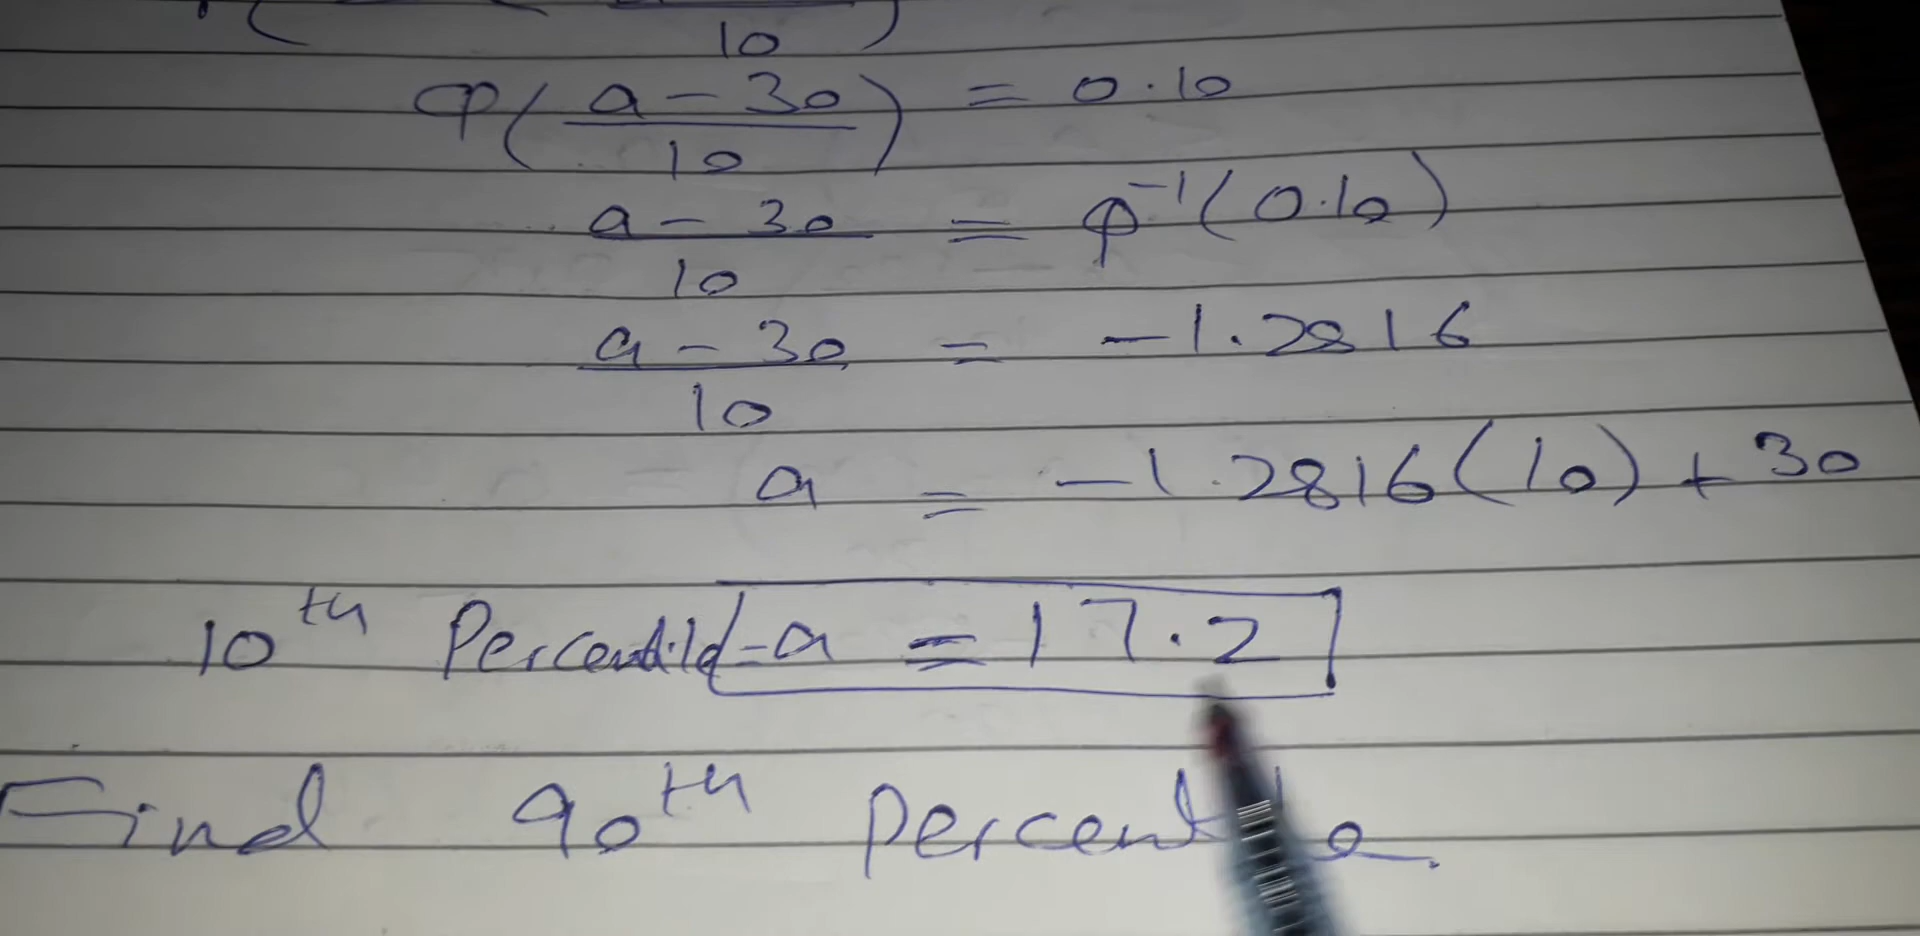 10
φ(a - 30 / 10) = 0.10
a - 30 / 10 = φ⁻¹(0.10)
a - 30 / 10 = -1.2816
a = -1.2816(10) + 30
10th Percentile = a = 17.2
Find 90th percentile.